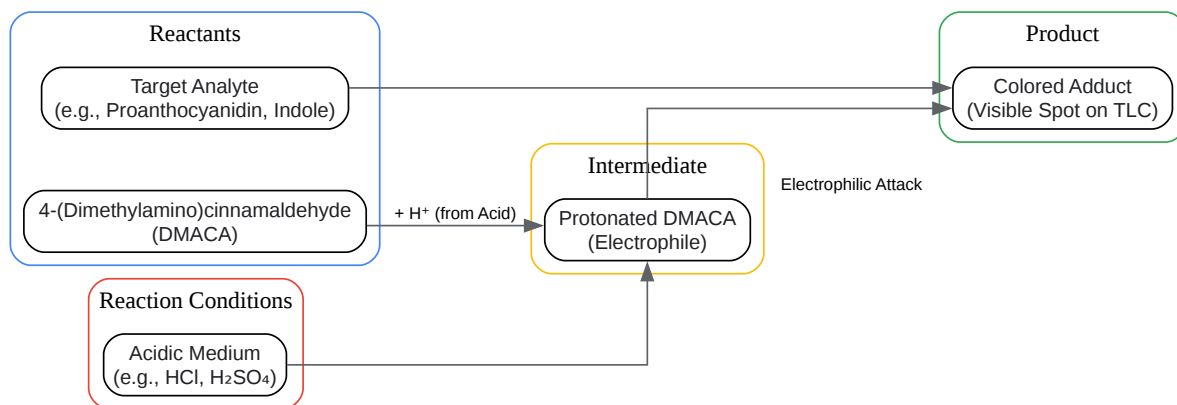 Reactants
Target Analyte
(e.g., Proanthocyanidin, Indole)
4-(Dimethylamino)cinnamaldehyde
(DMACA)
+ H⁺ (from Acid)
Reaction Conditions
Acidic Medium
(e.g., HCl, H₂SO₄)
Intermediate
Protonated DMACA
(Electrophile)
Electrophilic Attack
Product
Colored Adduct
(Visible Spot on TLC)